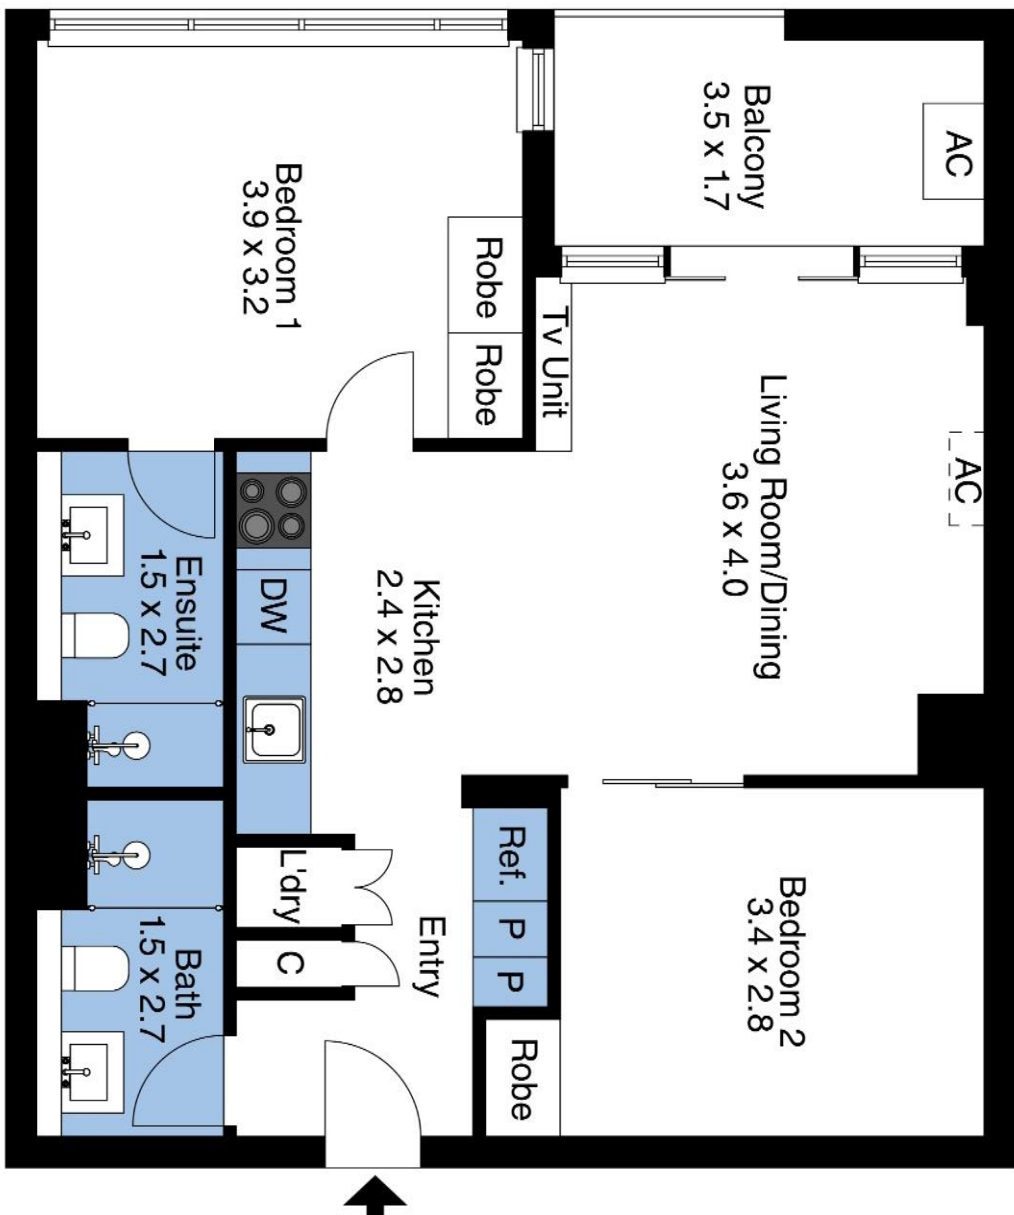 Balcony
3.5 x 1.7
AC
Bedroom 1
3.9 x 3.2
Robe
Robe
Tv Unit
Living Room/Dining
3.6 x 4.0
AC
Ensuite
1.5 x 2.7
DW
Kitchen
2.4 x 2.8
L'dry
C
Entry
Ref.
P
P
Bath
1.5 x 2.7
Robe
Bedroom 2
3.4 x 2.8